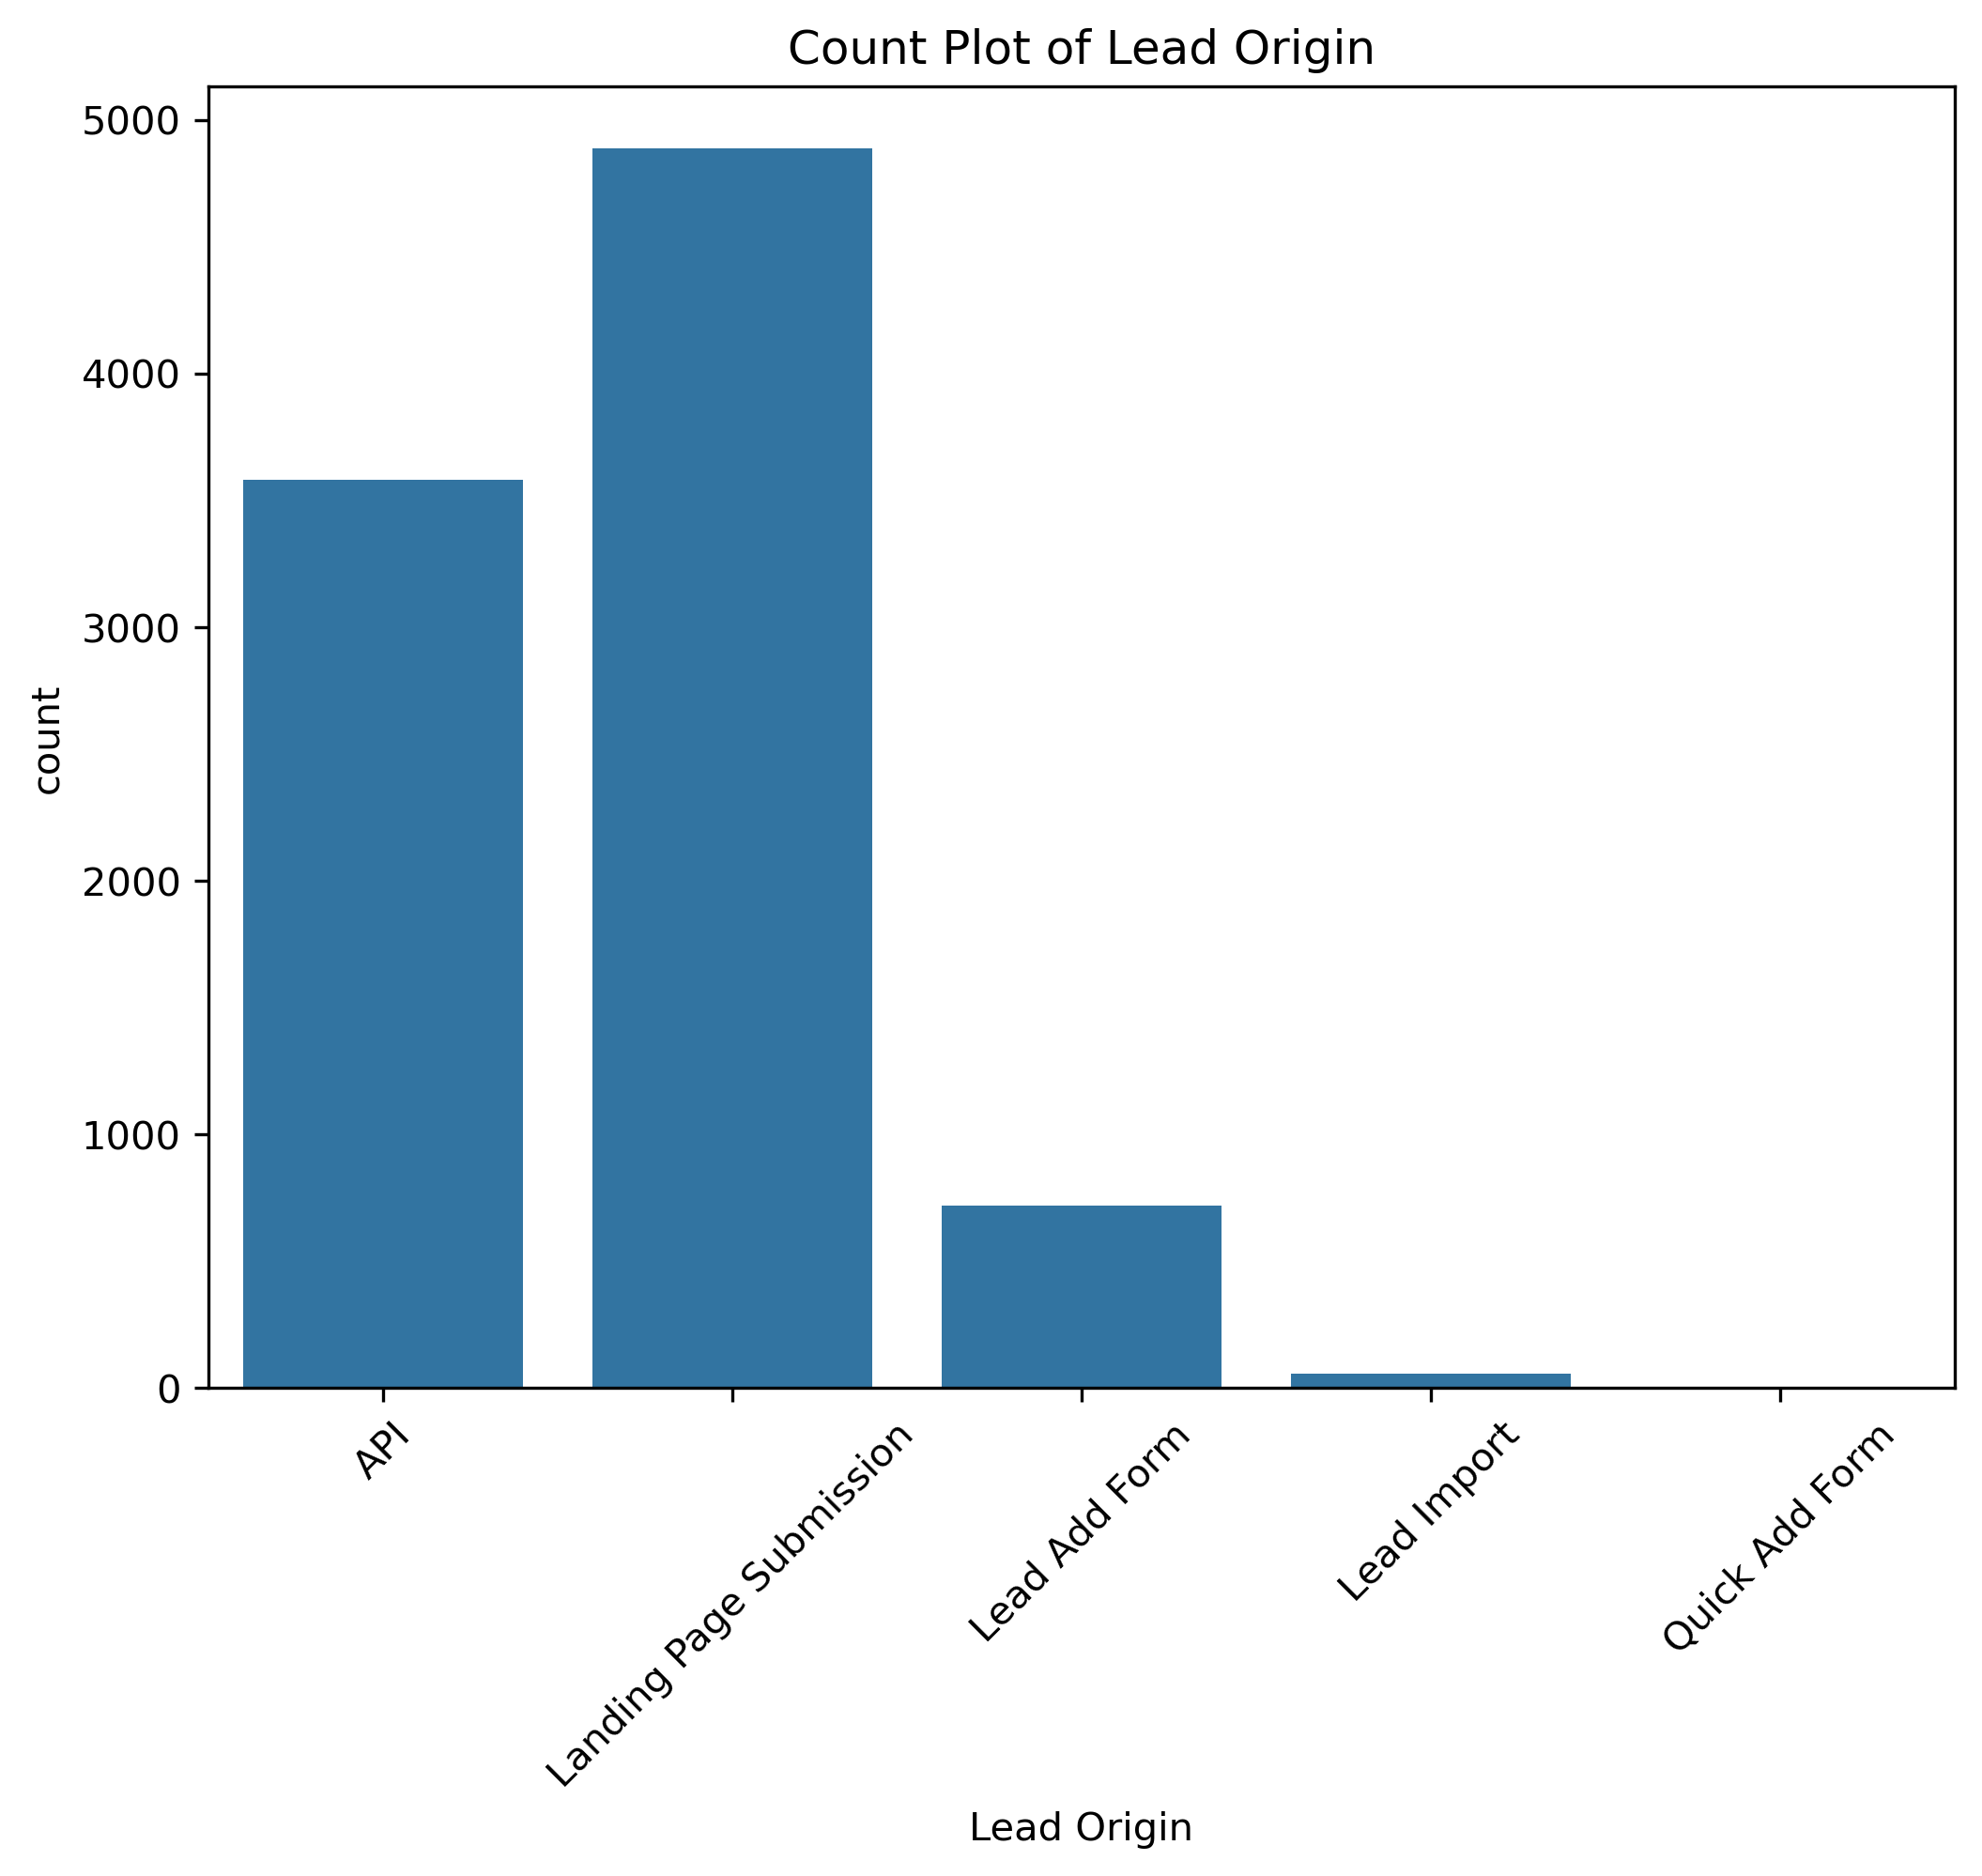 Count Plot of Lead Origin
5000
4000
3000
2000
1000
0
count
API
Landing Page Submission
Lead Add Form
Lead Import
Quick Add Form
Lead Origin